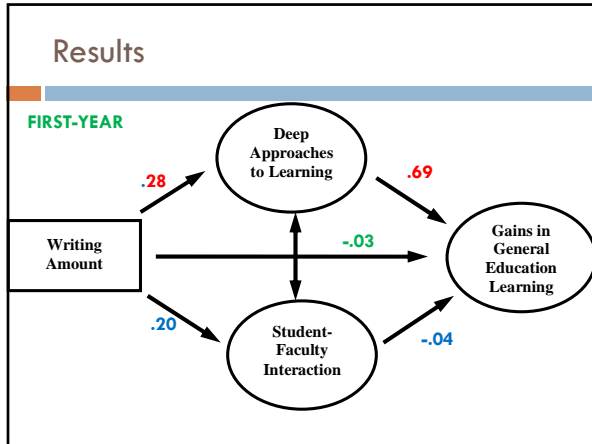 Results
FIRST-YEAR
Deep
Approaches
to Learning
.28
.69
Writing
Amount
-.03
Gains in
General
Education
Learning
.20
Student-
Faculty
Interaction
-.04